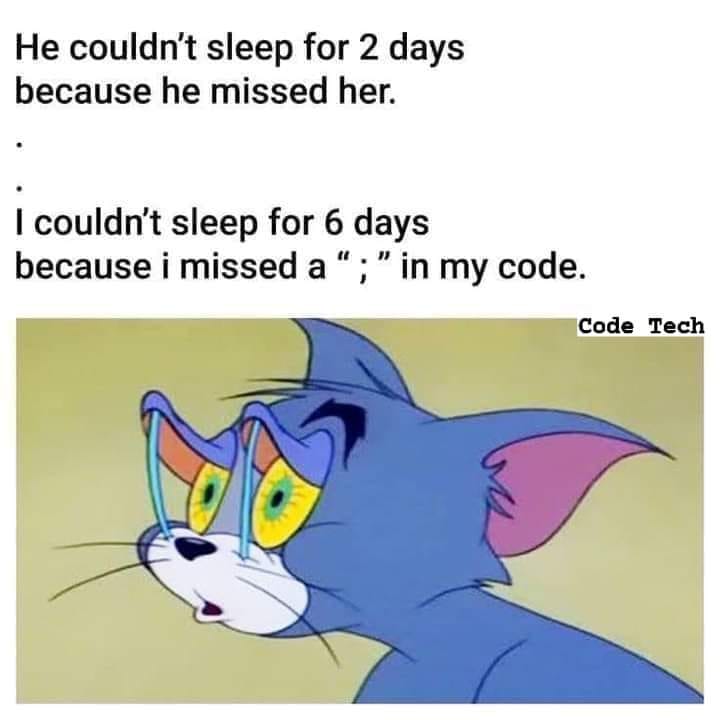 He couldn't sleep for 2 days
because he missed her.
.
.
I couldn't sleep for 6 days
because i missed a “ ; ” in my code.
Code Tech